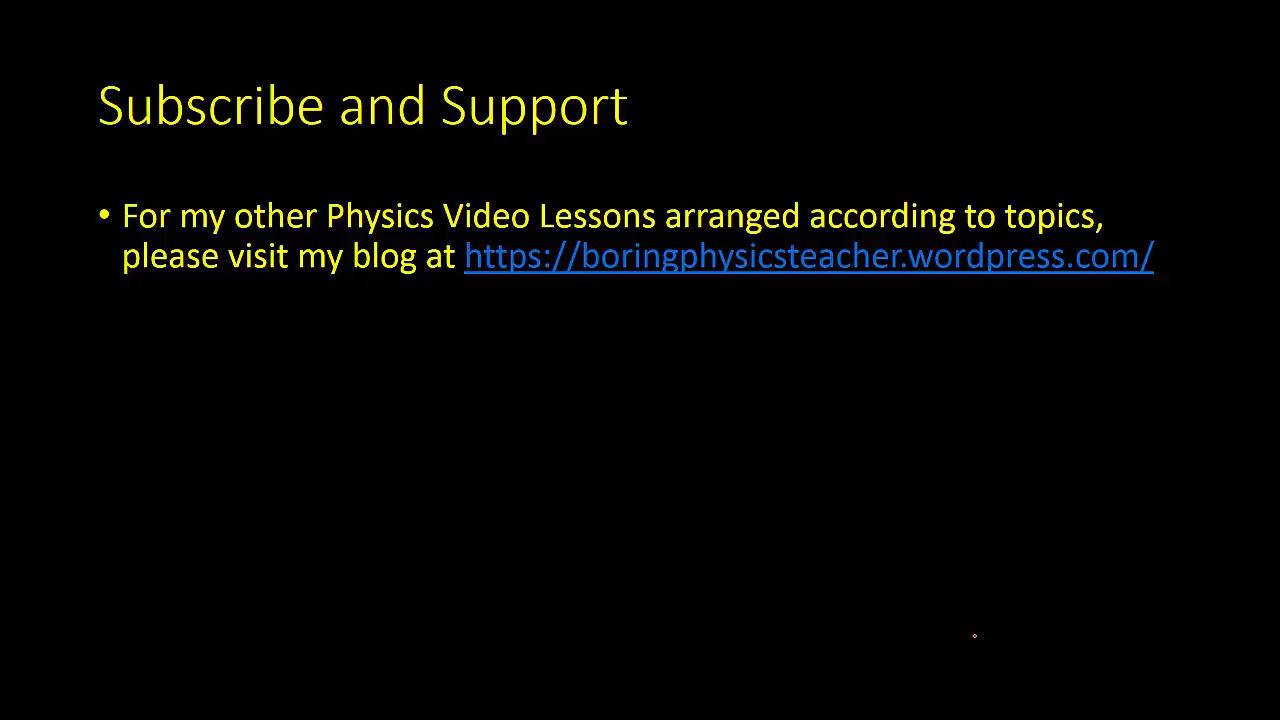 Subscribe and Support
• For my other Physics Video Lessons arranged according to topics,
please visit my blog at https://boringphysicsteacher.wordpress.com/